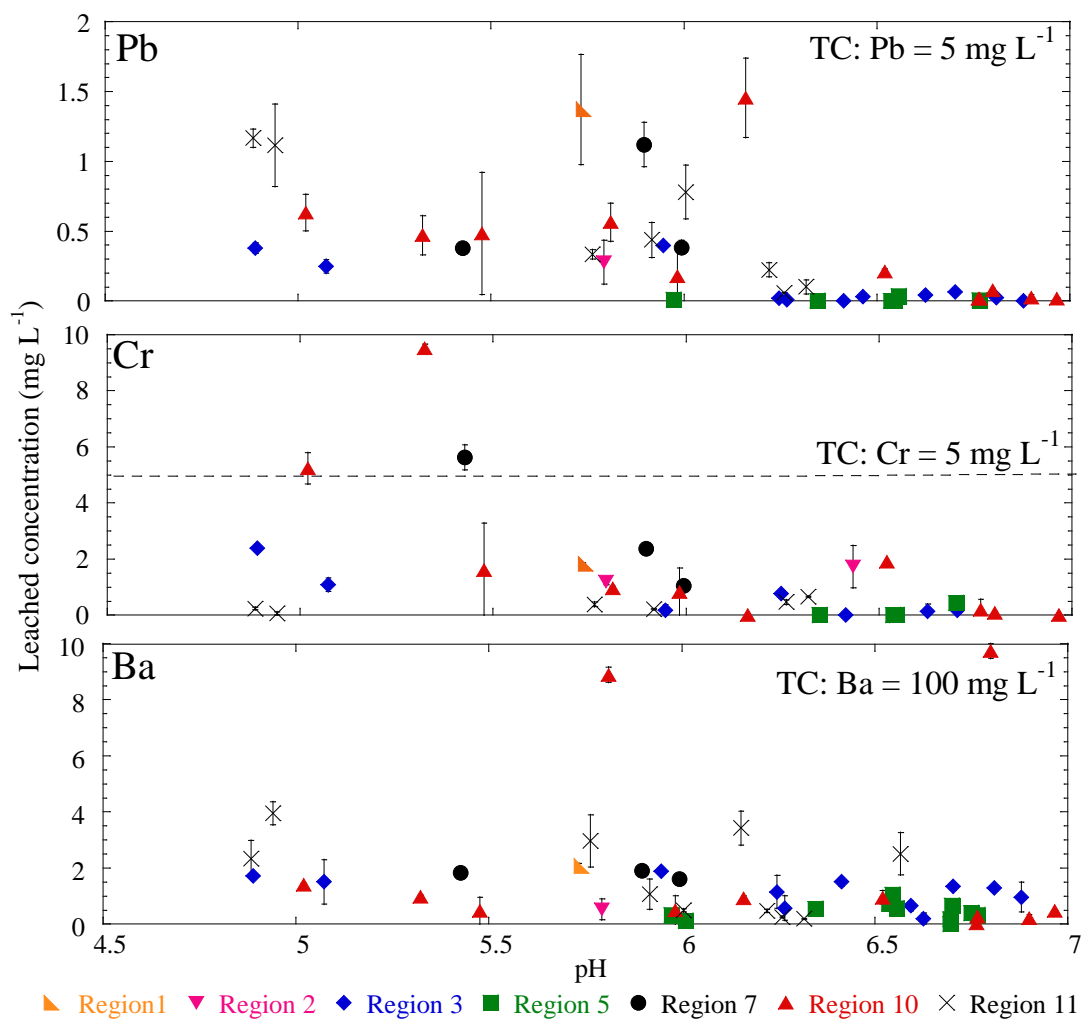 Pb
TC: Pb = 5 mg L⁻¹
2
1.5
1
0.5
0
Cr
TC: Cr = 5 mg L⁻¹
10
8
6
4
2
0
Leached concentration (mg L⁻¹)
Ba
TC: Ba = 100 mg L⁻¹
10
8
6
4
2
0
4.5 5 5.5 6 6.5 7
pH
Region1 Region 2 Region 3 Region 5 Region 7 Region 10 Region 11